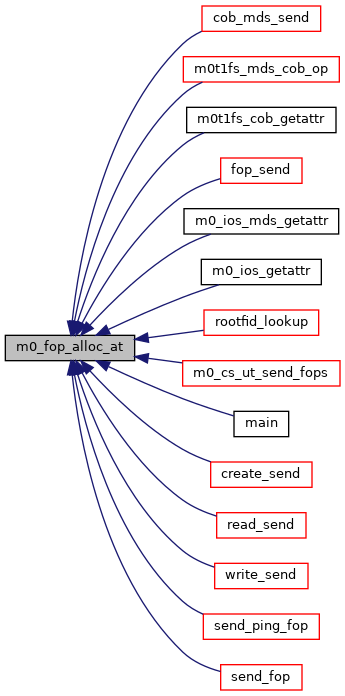 cob_mds_send
m0t1fs_mds_cob_op
m0t1fs_cob_getattr
fop_send
m0_ios_mds_getattr
m0_ios_getattr
rootfid_lookup
m0_fop_alloc_at
m0_cs_ut_send_fops
main
create_send
read_send
write_send
send_ping_fop
send_fop